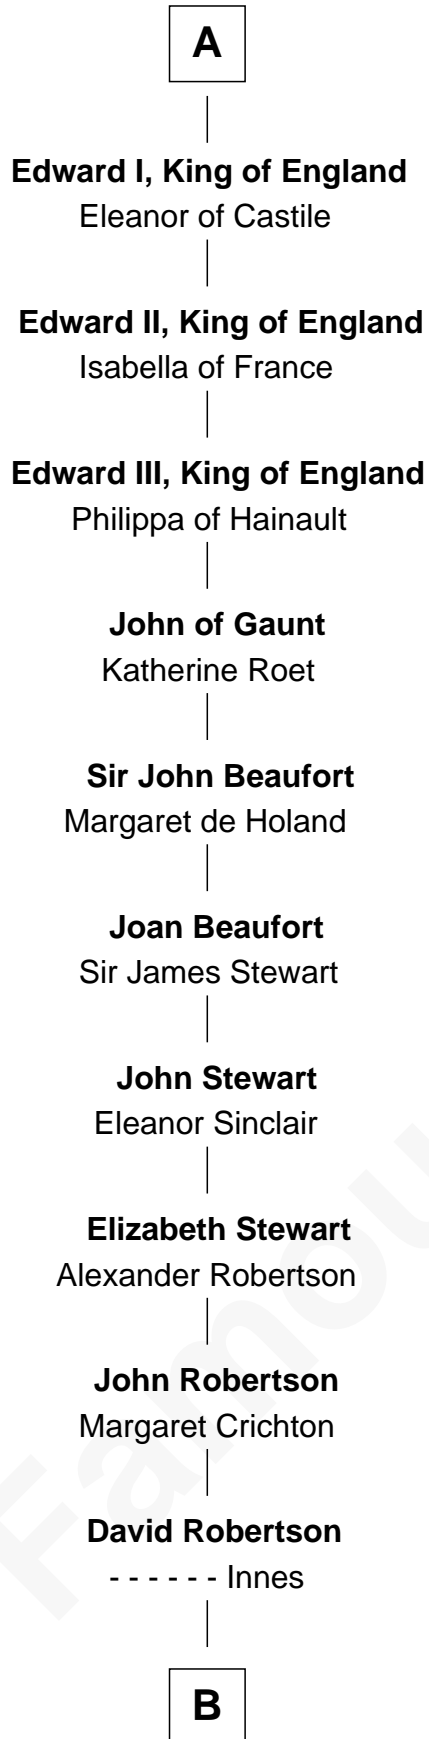 A
Edward I, King of England
Eleanor of Castile
Edward II, King of England
Isabella of France
Edward III, King of England
Philippa of Hainault
John of Gaunt
Katherine Roet
Sir John Beaufort
Margaret de Holand
Joan Beaufort
Sir James Stewart
John Stewart
Eleanor Sinclair
Elizabeth Stewart
Alexander Robertson
John Robertson
Margaret Crichton
David Robertson
- - - - - - Innes
B
Famou